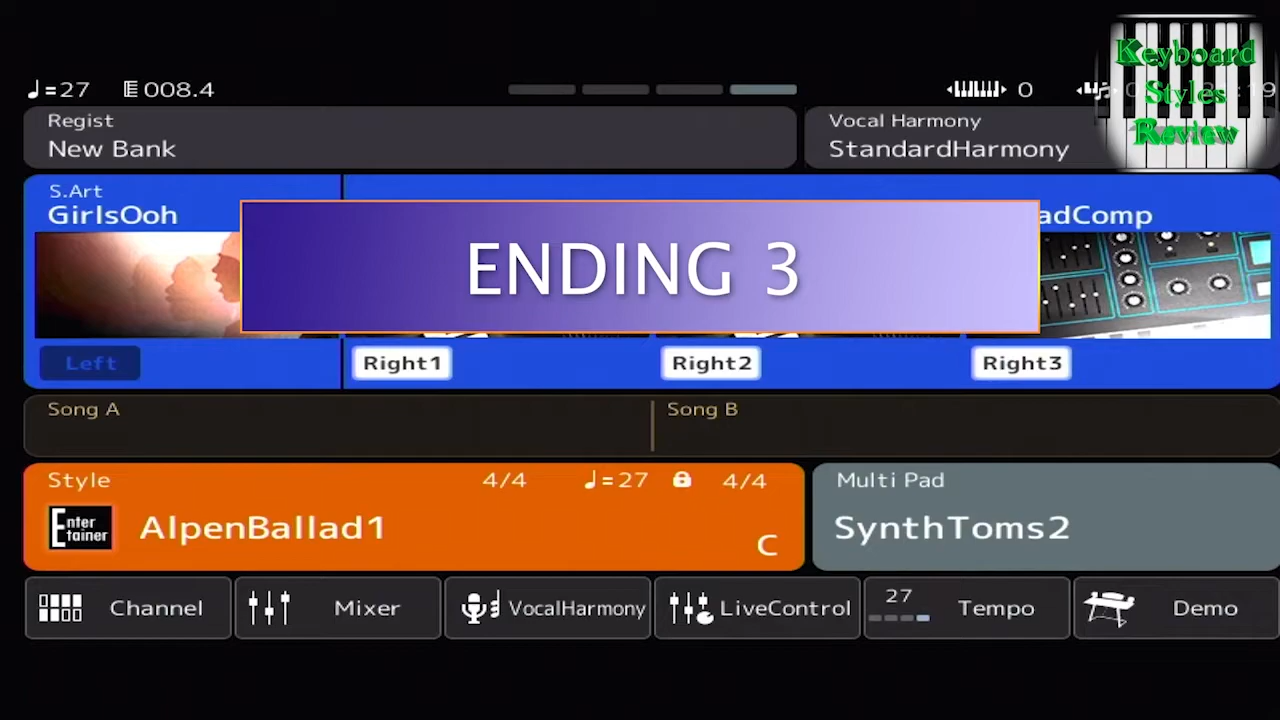 ♩=27 008.4
0
Keyboard
Styles
Review
Regist
New Bank
Vocal Harmony
StandardHarmony
S.Art
GirlsOoh
adComp
ENDING 3
Left
Right1
Right2
Right3
Song A
Song B
Style
4/4 ♩=27 4/4
Enter
tainer
AlpenBallad1
C
Multi Pad
SynthToms2
Channel
Mixer
VocalHarmony
LiveControl
27
Tempo
Demo